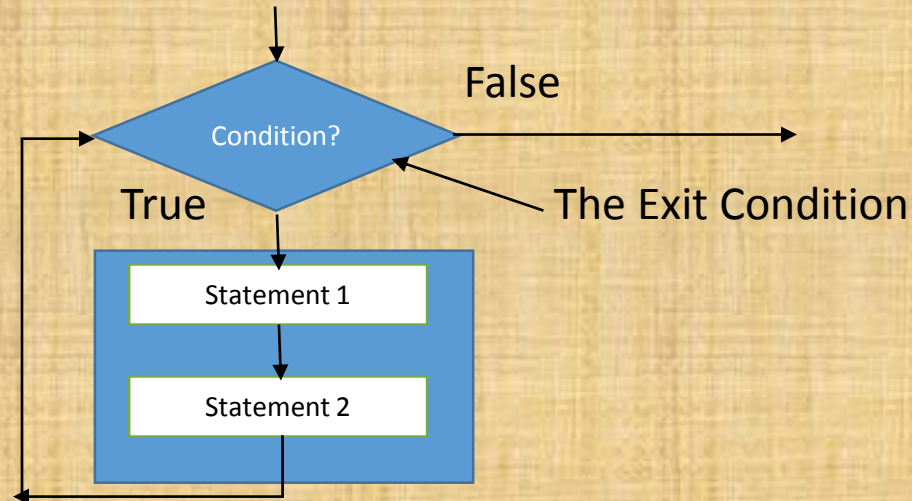 False
Condition?
True
The Exit Condition
Statement 1
Statement 2